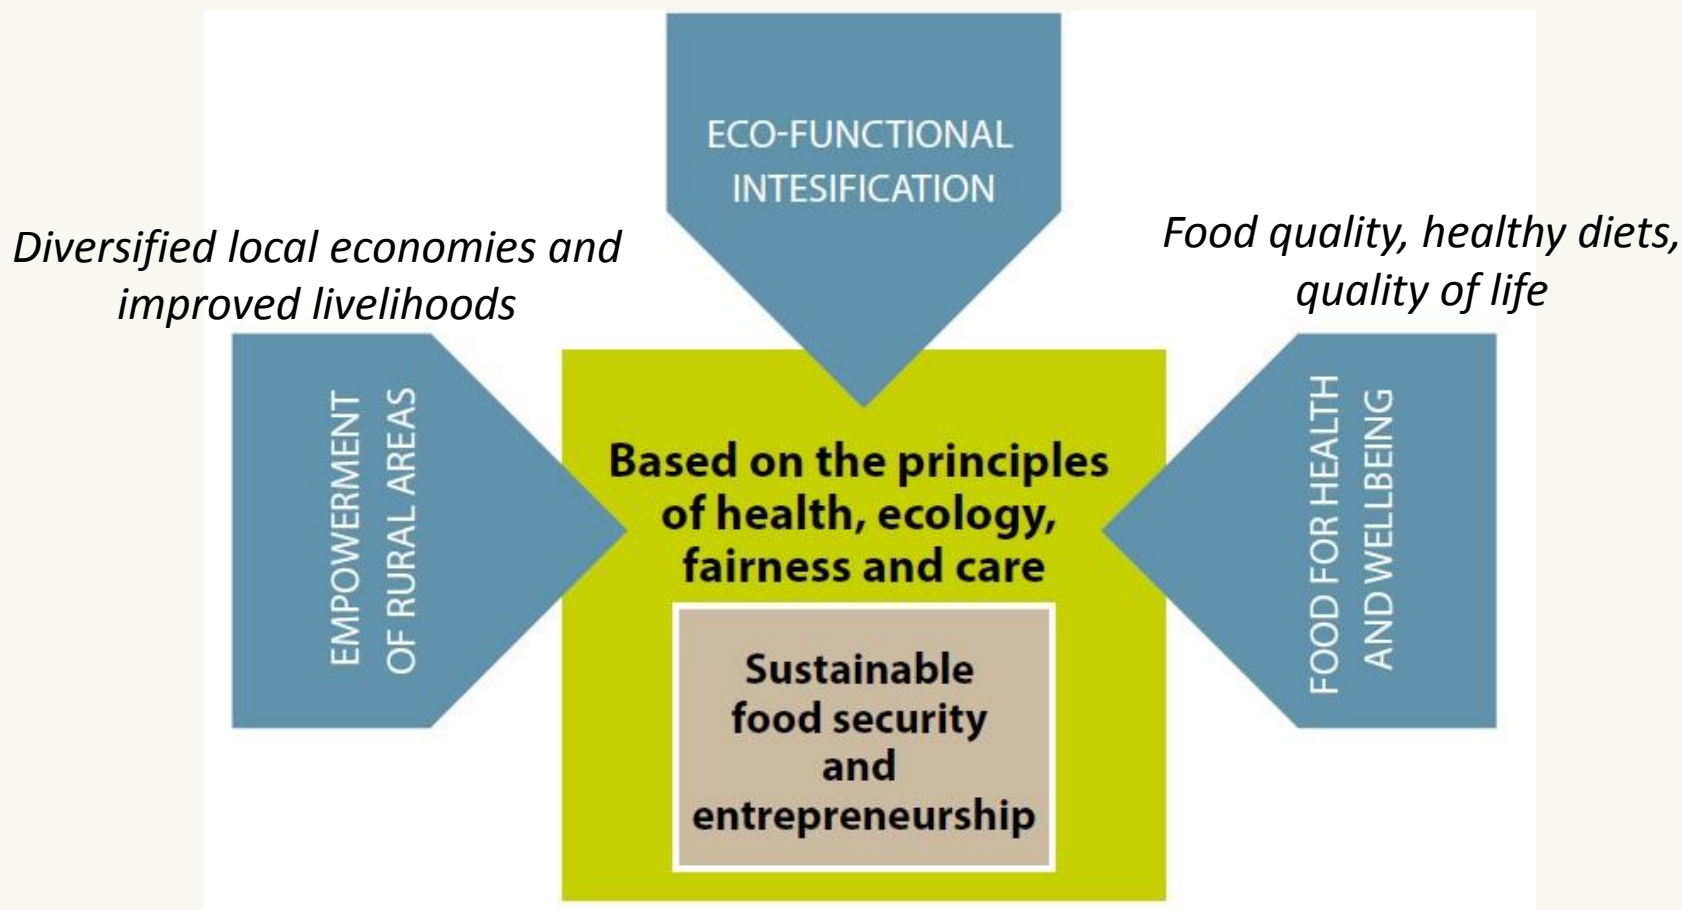 ECO-FUNCTIONAL
INTESIFICATION
Diversified local economies and
improved livelihoods
Food quality, healthy diets,
quality of life
EMPOWERMENT
OF RURAL AREAS
Based on the principles
of health, ecology,
fairness and care
Sustainable
food security
and
entrepreneurship
FOOD FOR HEALTH
AND WELLBEING